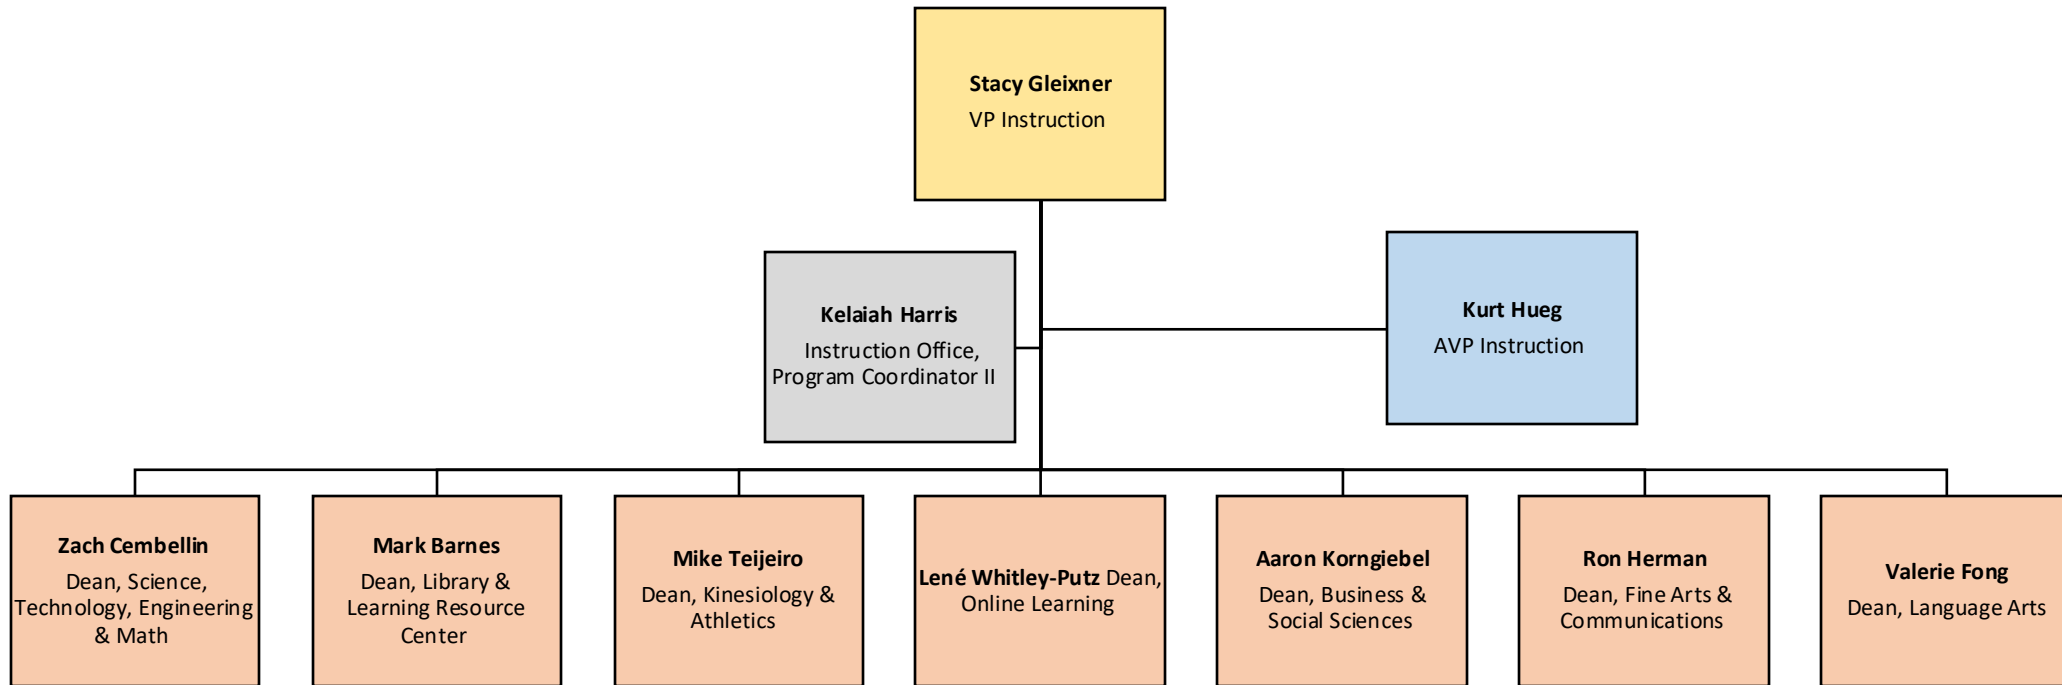 Stacy Gleixner
VP Instruction
Kelaiah Harris
Instruction Office,
Program Coordinator II
Kurt Hueg
AVP Instruction
Zach Cembellin
Dean, Science,
Technology, Engineering
& Math
Mark Barnes
Dean, Library &
Learning Resource
Center
Mike Teijeiro
Dean, Kinesiology &
Athletics
Lené Whitley-Putz Dean,
Online Learning
Aaron Korngiebel
Dean, Business &
Social Sciences
Ron Herman
Dean, Fine Arts &
Communications
Valerie Fong
Dean, Language Arts